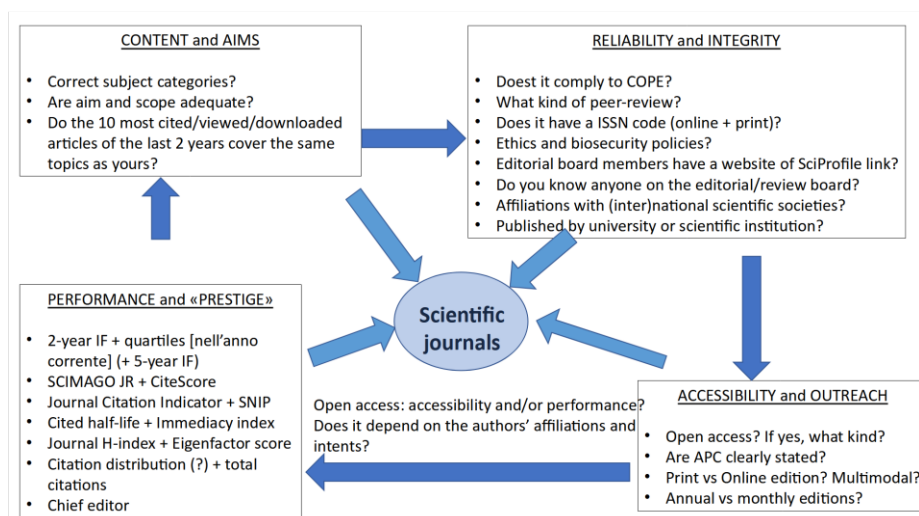 CONTENT and AIMS
• Correct subject categories?
• Are aim and scope adequate?
• Do the 10 most cited/viewed/downloaded
articles of the last 2 years cover the same
topics as yours?
RELIABILITY and INTEGRITY
• Doest it comply to COPE?
• What kind of peer-review?
• Does it have a ISSN code (online + print)?
• Ethics and biosecurity policies?
• Editorial board members have a website of SciProfile link?
• Do you know anyone on the editorial/review board?
• Affiliations with (inter)national scientific societies?
• Published by university or scientific institution?
Scientific
journals
PERFORMANCE and «PRESTIGE»
• 2-year IF + quartiles [nell'anno
corrente] (+ 5-year IF)
• SCIMAGO JR + CiteScore
• Journal Citation Indicator + SNIP
• Cited half-life + Immediacy index
• Journal H-index + Eigenfactor score
• Citation distribution (?) + total
citations
• Chief editor
Open access: accessibility and/or performance?
Does it depend on the authors' affiliations and
intents?
ACCESSIBILITY and OUTREACH
• Open access? If yes, what kind?
• Are APC clearly stated?
• Print vs Online edition? Multimodal?
• Annual vs monthly editions?